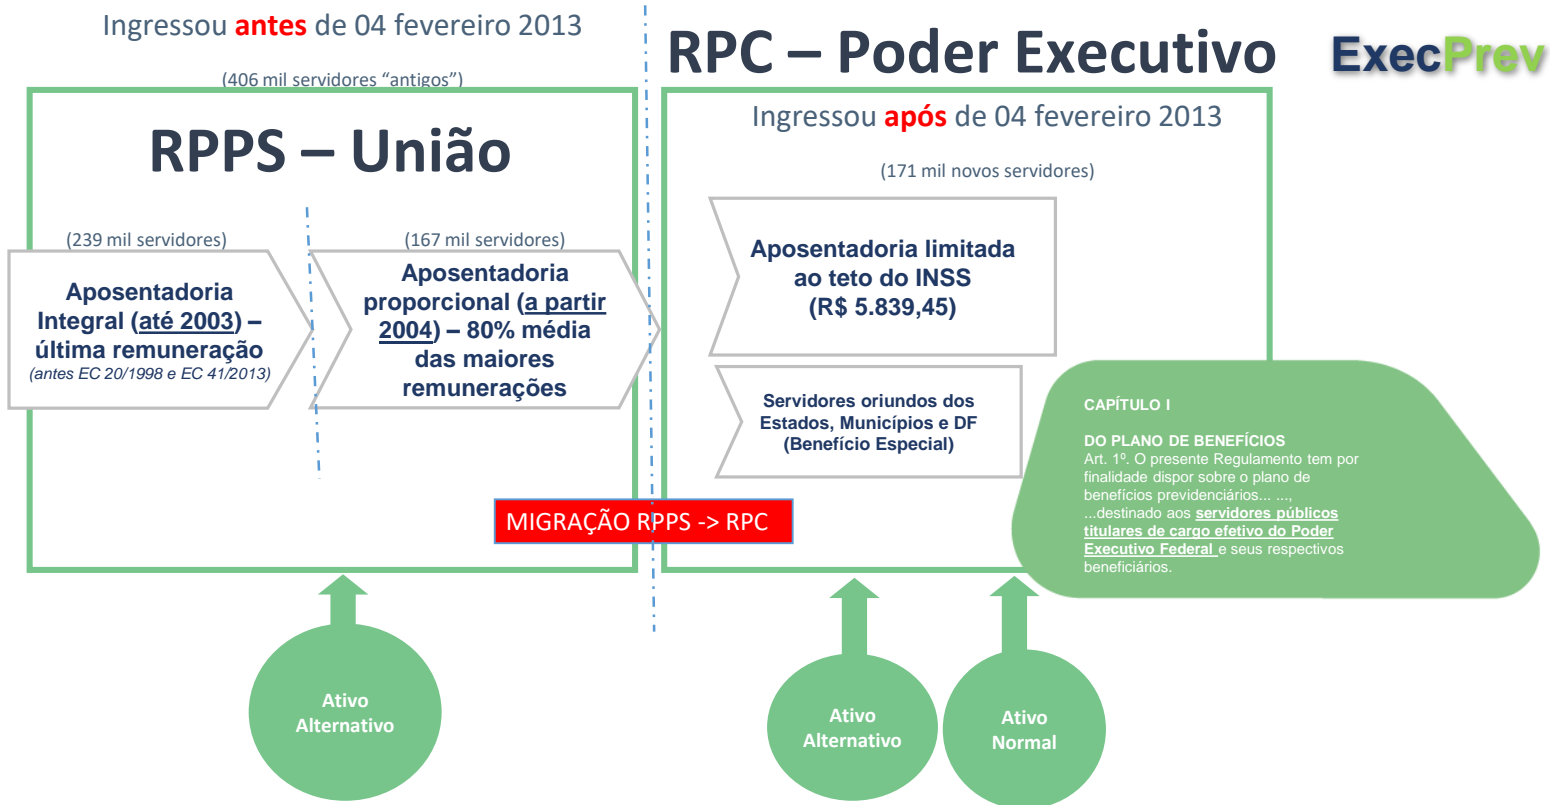 Ingressou antes de 04 fevereiro 2013
(406 mil servidores “antigos”)
RPPS – União
(239 mil servidores)
Aposentadoria
Integral (até 2003) –
última remuneração
(antes EC 20/1998 e EC 41/2013)
(167 mil servidores)
Aposentadoria
proporcional (a partir
2004) – 80% média
das maiores
remunerações
RPC – Poder Executivo
ExecPrev
Ingressou após de 04 fevereiro 2013
(171 mil novos servidores)
Aposentadoria limitada
ao teto do INSS
(R$ 5.839,45)
Servidores oriundos dos
Estados, Municípios e DF
(Benefício Especial)
CAPÍTULO I
DO PLANO DE BENEFÍCIOS
Art. 1º. O presente Regulamento tem por
finalidade dispor sobre o plano de
benefícios previdenciários... ...,
...destinado aos servidores públicos
titulares de cargo efetivo do Poder
Executivo Federal e seus respectivos
beneficiários.
MIGRAÇÃO RPPS -> RPC
Ativo
Alternativo
Ativo
Alternativo
Ativo
Normal